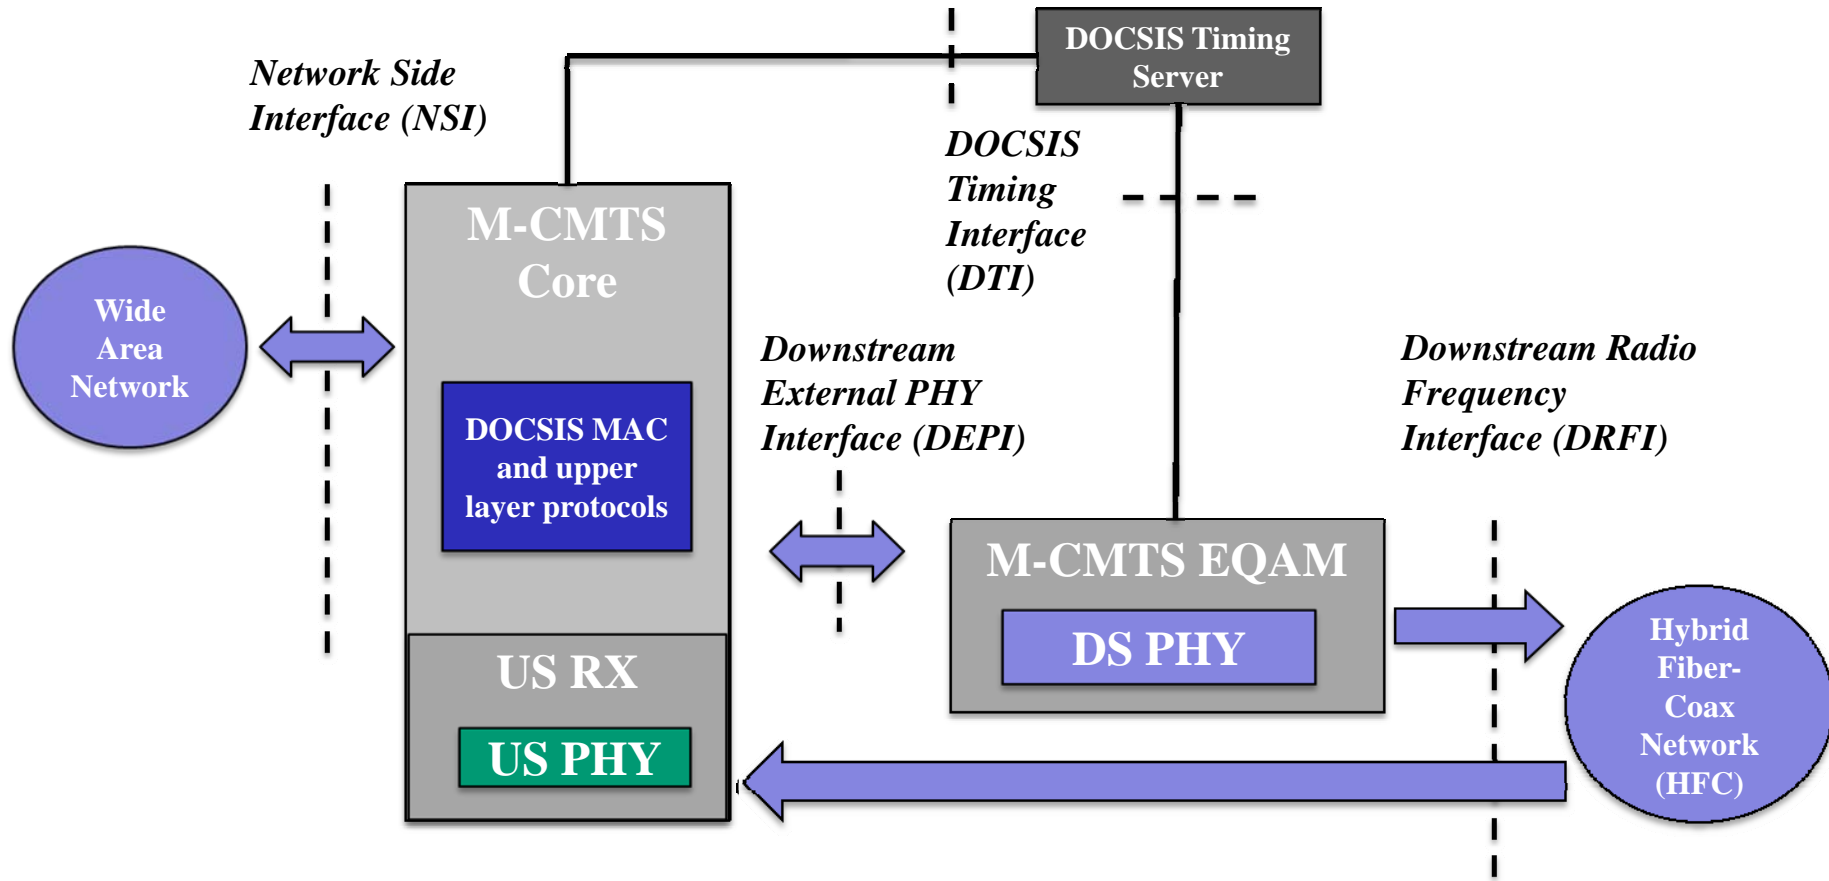 DOCSIS Timing
Server
Network Side
Interface (NSI)
DOCSIS
Timing
Interface
(DTI)
M-CMTS
Core
Wide
Area
Network
Downstream
External PHY
Interface (DEPI)
Downstream Radio
Frequency
Interface (DRFI)
DOCSIS MAC
and upper
layer protocols
M-CMTS EQAM
DS PHY
US RX
US PHY
Hybrid
Fiber-
Coax
Network
(HFC)